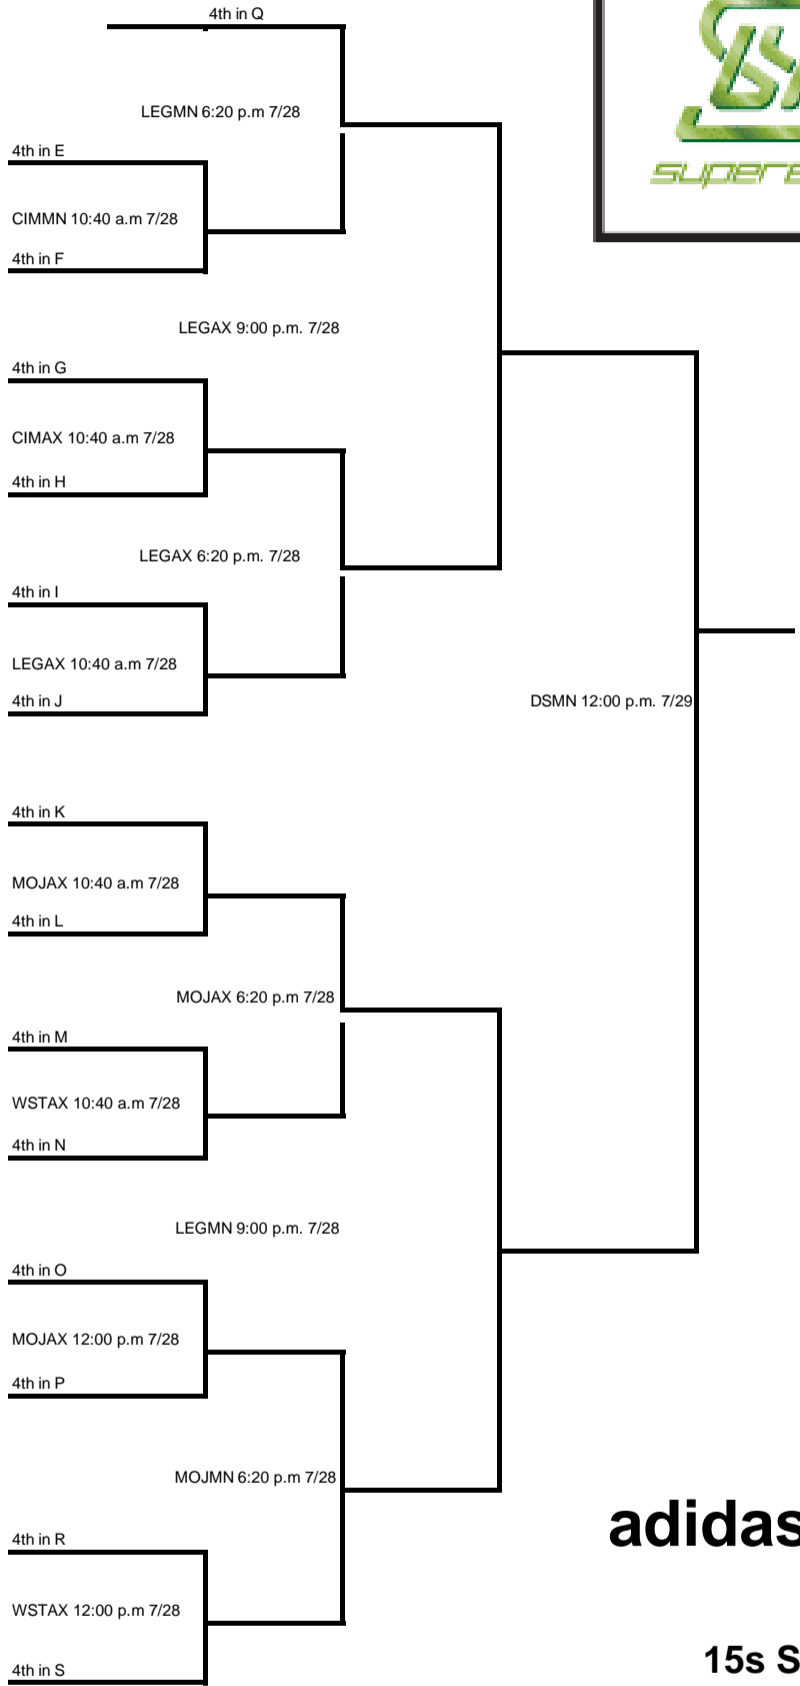 4th in Q
LEGMN 6:20 p.m 7/28
4th in E
CIMMN 10:40 a.m 7/28
4th in F
LEGAX 9:00 p.m. 7/28
4th in G
CIMAX 10:40 a.m 7/28
4th in H
LEGAX 6:20 p.m. 7/28
4th in I
LEGAX 10:40 a.m 7/28
4th in J
DSMN 12:00 p.m. 7/29
4th in K
MOJAX 10:40 a.m 7/28
4th in L
MOJAX 6:20 p.m 7/28
4th in M
WSTAX 10:40 a.m 7/28
4th in N
LEGMN 9:00 p.m. 7/28
4th in O
MOJAX 12:00 p.m 7/28
4th in P
MOJMN 6:20 p.m 7/28
adidas
4th in R
WSTAX 12:00 p.m 7/28
15s S
4th in S